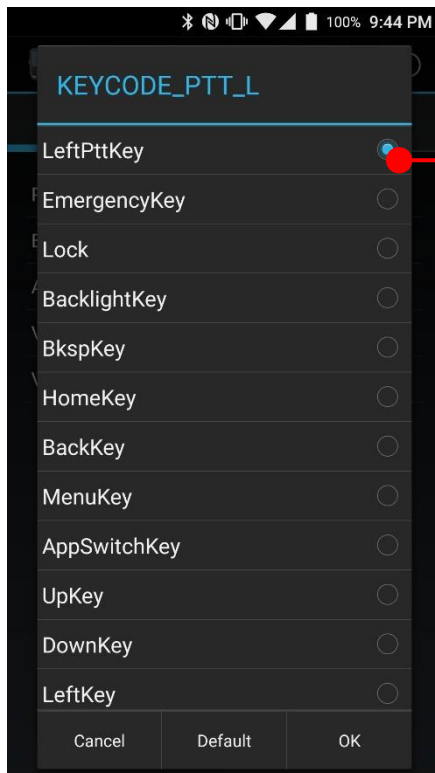 100% 9:44 PM
KEYCODE_PTT_L
LeftPttKey
EmergencyKey
Lock
BacklightKey
BkspKey
HomeKey
BackKey
MenuKey
AppSwitchKey
UpKey
DownKey
LeftKey
Cancel Default OK